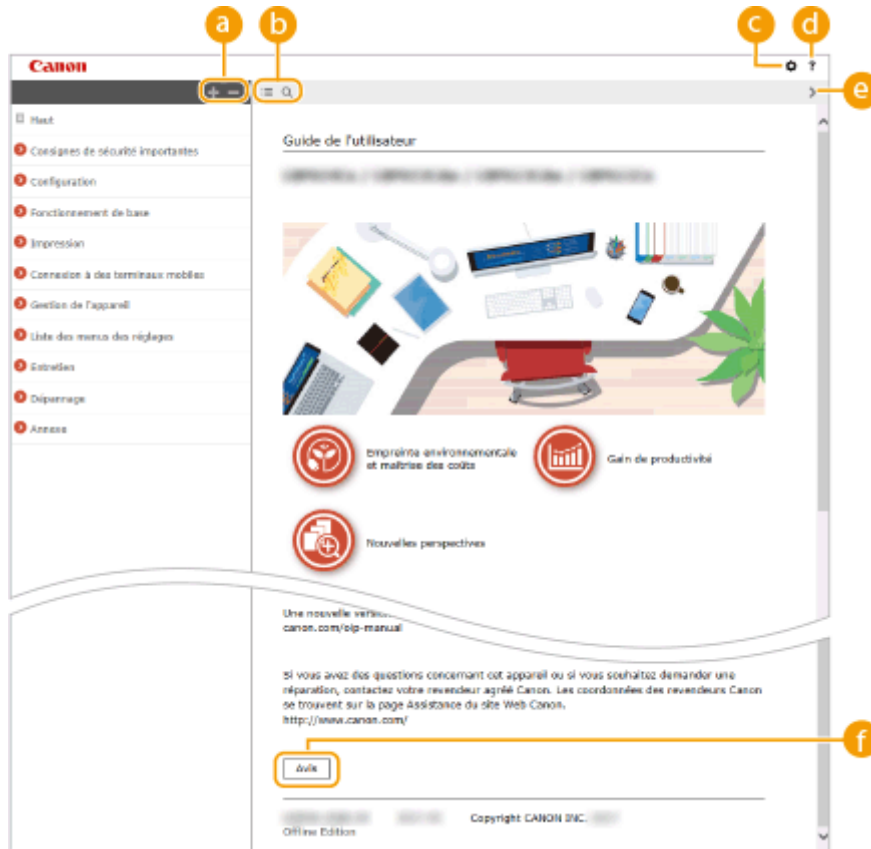 a
b
c
d
Canon
+ -
?
e
Haut
Consignes de sécurité importantes
Configuration
Fonctionnement de base
Impression
Connexion à des terminaux mobiles
Gestion de l'appareil
Liste des menus des réglages
Entretien
Dépannage
Annexe
Guide de l'utilisateur
Empreinte environnementale
et maîtrise des coûts
Gain de productivité
Nouvelles perspectives
Une nouvelle
canon.com/oip-manual
Si vous avez des questions concernant cet appareil ou si vous souhaitez demander une
réparation, contactez votre revendeur agréé Canon. Les coordonnées des revendeurs Canon
se trouvent sur la page Assistance du site Web Canon.
http://www.canon.com/
f
Avis
Copyright CANON INC.
Offline Edition